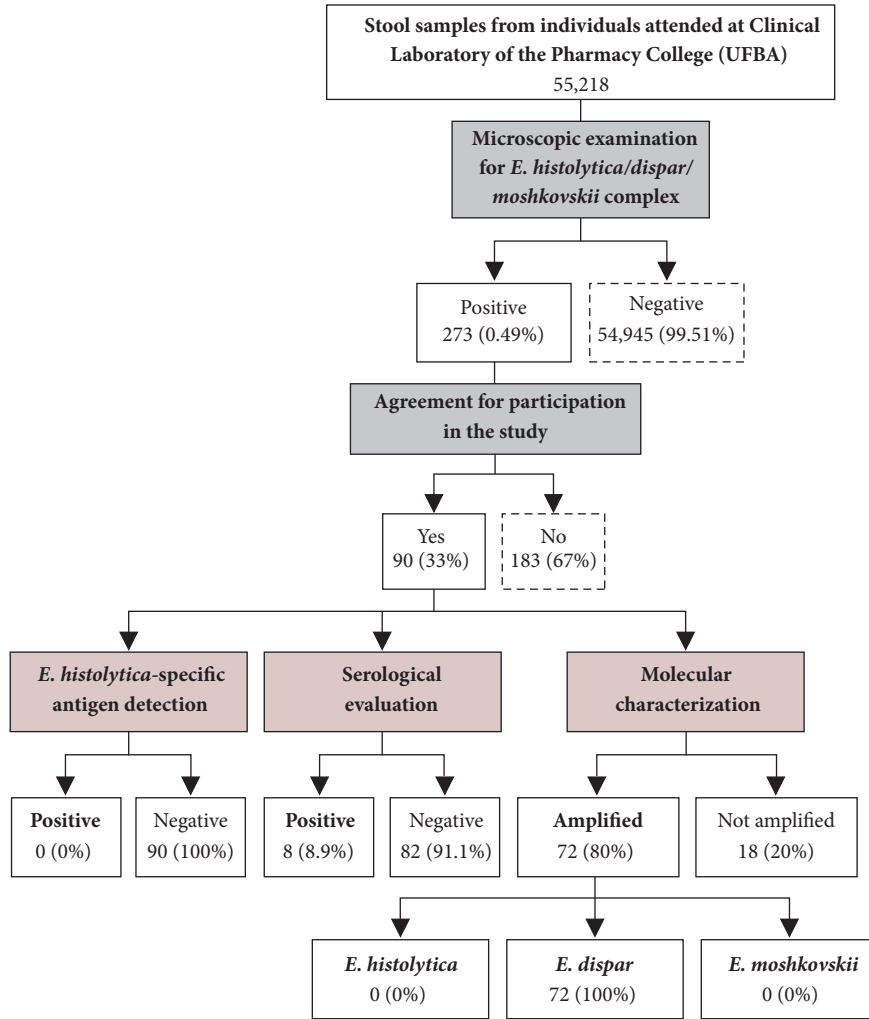 Stool samples from individuals attended at Clinical
Laboratory of the Pharmacy College (UFBA)
55,218
Microscopic examination
for E. histolytica/dispar/
moshkovskii complex
Positive
273 (0.49%)
Negative
54,945 (99.51%)
Agreement for participation
in the study
Yes
90 (33%)
No
183 (67%)
E. histolytica-specific
antigen detection
Serological
evaluation
Molecular
characterization
Positive
0 (0%)
Negative
90 (100%)
Positive
8 (8.9%)
Negative
82 (91.1%)
Amplified
72 (80%)
Not amplified
18 (20%)
E. histolytica
0 (0%)
E. dispar
72 (100%)
E. moshkovskii
0 (0%)